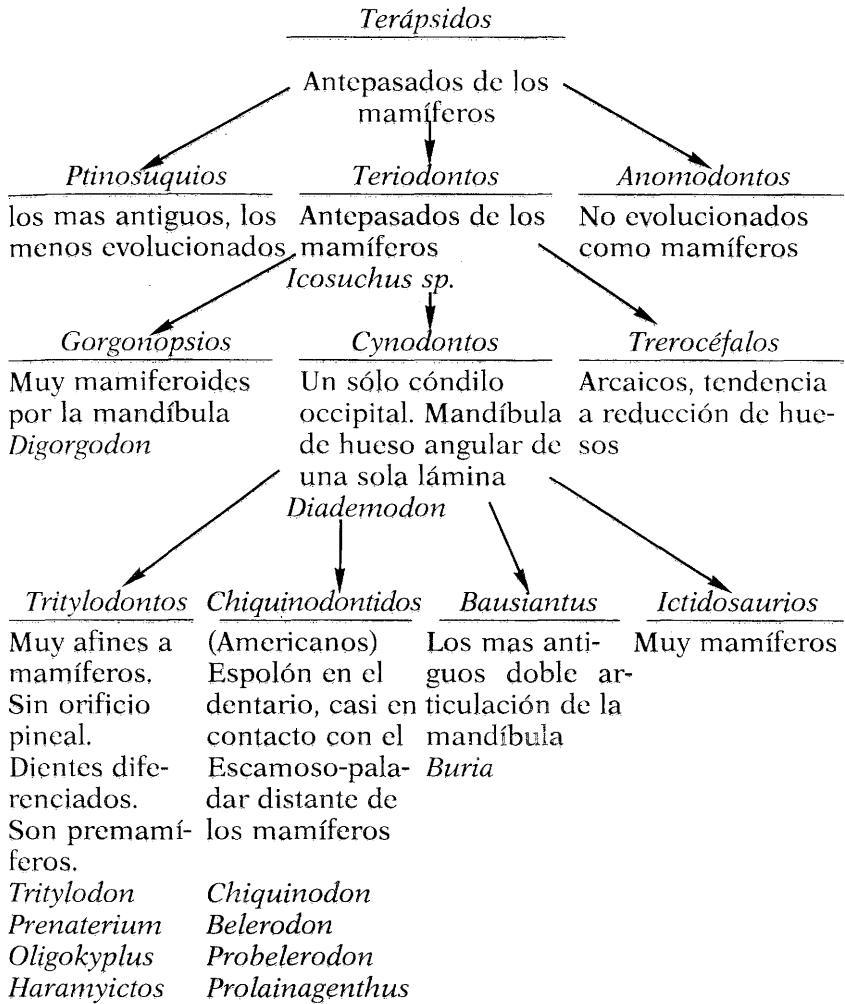 Terápsidos
Antepasados de los
mamíferos
Ptinosuquios
los mas antiguos, los
menos evolucionados
Teriodontos
Antepasados de los
mamíferos
Icosuchus sp.
Anomodontos
No evolucionados
como mamíferos
Gorgonopsios
Muy mamiferoides
por la mandíbula
Digorgodon
Cynodontos
Un sólo cóndilo
occipital. Mandíbula
de hueso angular de
una sola lámina
Diademodon
Trerocéfalos
Arcaicos, tendencia
a reducción de hue-
sos
Tritylodontos
Muy afines a
mamíferos.
Sin orificio
pineal.
Dientes dife-
renciados.
Son premamí-
feros.
Tritylodon
Prenaterium
Oligokyplus
Haramyictos
Chiquinodontidos
(Americanos)
Espolón en el
dentario, casi en
contacto con el
Escamoso-pala-
dar distante de
los mamíferos
Chiquinodon
Belerodon
Probelerodon
Prolainagenthus
Bausiantus
Los mas anti-
guos doble ar-
ticulación de la
mandíbula
Buria
Ictidosaurios
Muy mamíferos